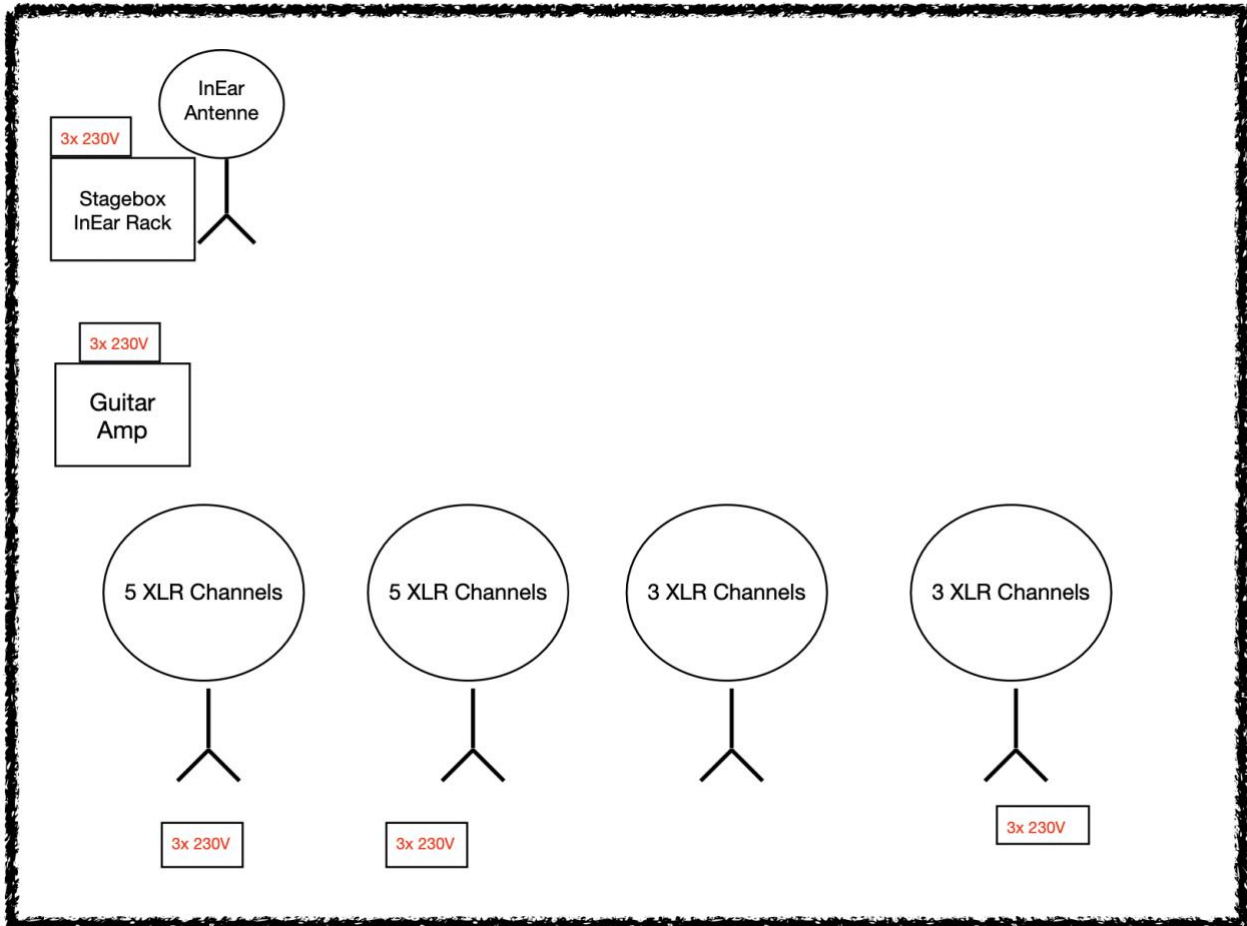 InEar
Antenne
3x 230V
Stagebox
InEar Rack
3x 230V
Guitar
Amp
5 XLR Channels
5 XLR Channels
3 XLR Channels
3 XLR Channels
3x 230V
3x 230V
3x 230V